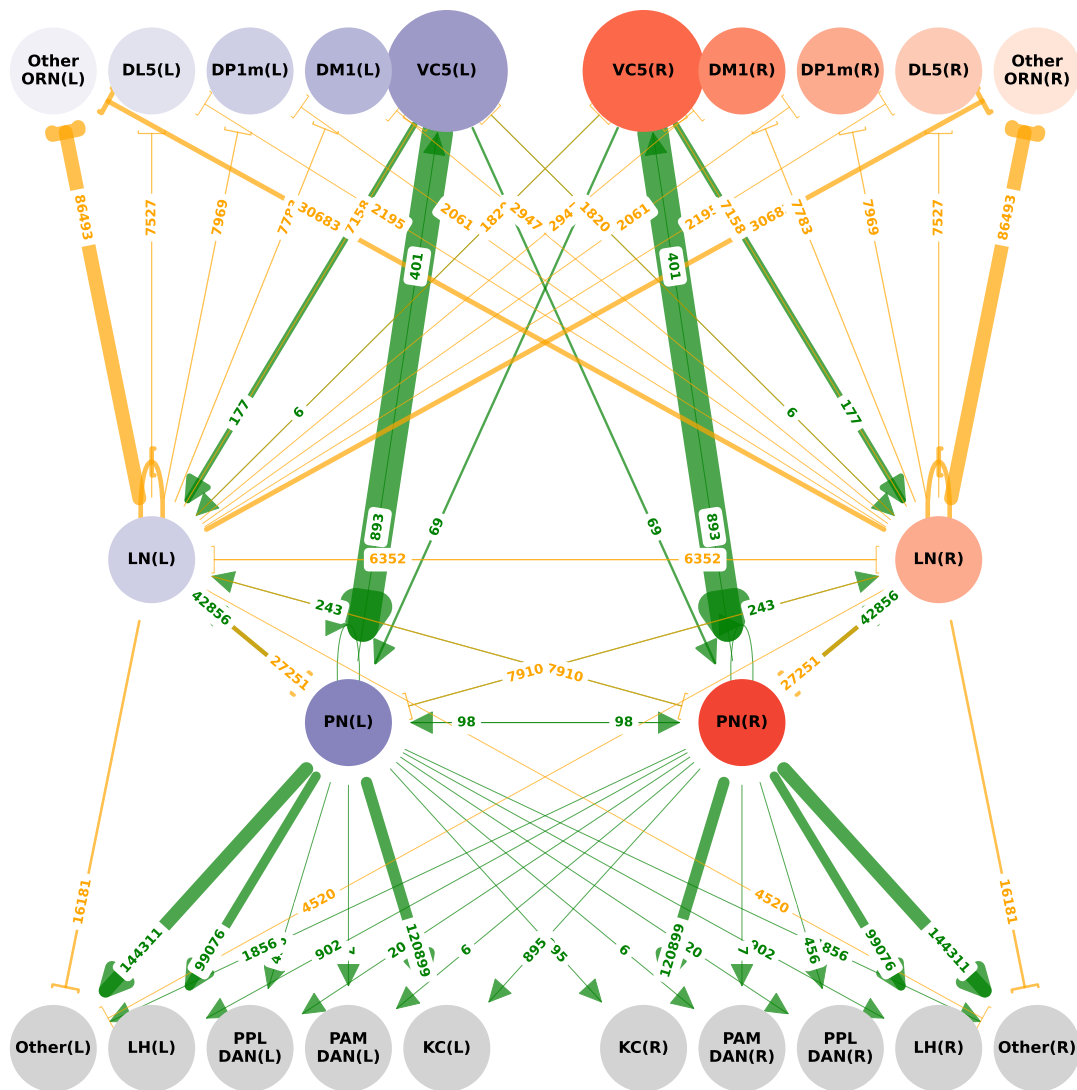 Other
ORN(L)
DL5(L)
DP1m(L)
DM1(L)
VC5(L)
VC5(R)
DM1(R)
DP1m(R)
DL5(R)
Other
ORN(R)
86493
7527
7969
30683
7158
2195
2061
2947
1820
2061
7158
7783
7969
7527
86493
401
401
177
6
6
177
893
69
69
893
LN(L)
6352
6352
LN(R)
42856
243
243
42856
27251
7910
7910
27251
PN(L)
98
98
PN(R)
16181
4520
4520
16181
144311
99076
1856
902
20
120899
6
895
6
120899
20
902
456
1856
99076
144311
Other(L)
LH(L)
PPL
DAN(L)
PAM
DAN(L)
KC(L)
KC(R)
PAM
DAN(R)
PPL
DAN(R)
LH(R)
Other(R)